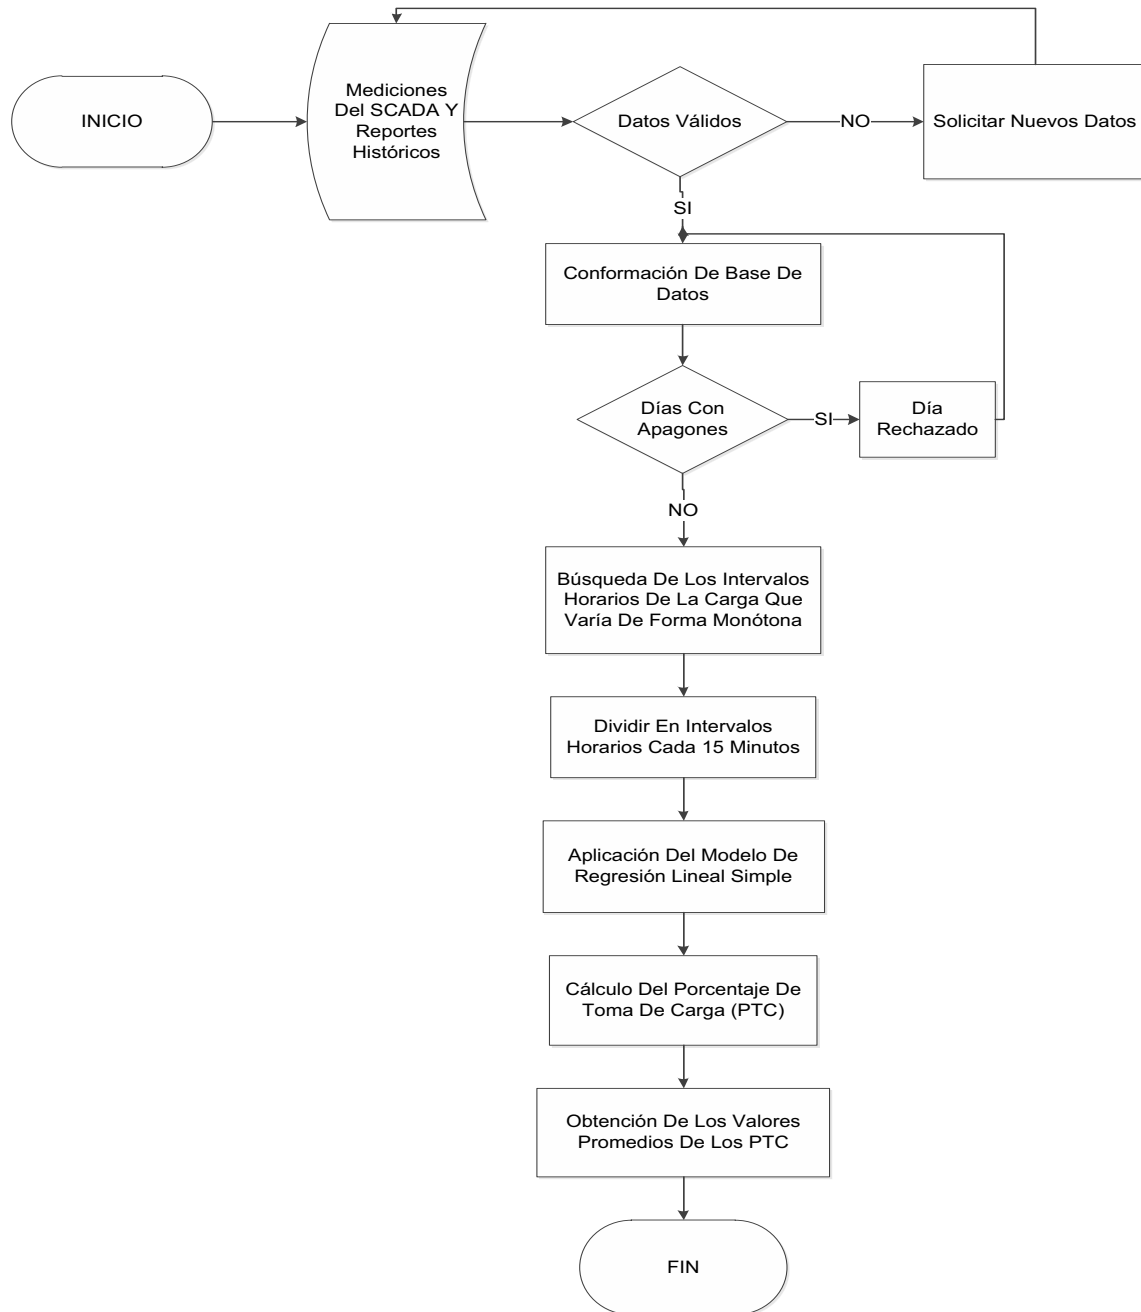 INICIO
Mediciones
Del SCADA Y
Reportes
Históricos
Datos Válidos
NO
Solicitar Nuevos Datos
SI
Conformación De Base De
Datos
Días Con
Apagones
SI
Día
Rechazado
NO
Búsqueda De Los Intervalos
Horarios De La Carga Que
Varía De Forma Monótona
Dividir En Intervalos
Horarios Cada 15 Minutos
Aplicación Del Modelo De
Regresión Lineal Simple
Cálculo Del Porcentaje De
Toma De Carga (PTC)
Obtención De Los Valores
Promedios De Los PTC
FIN